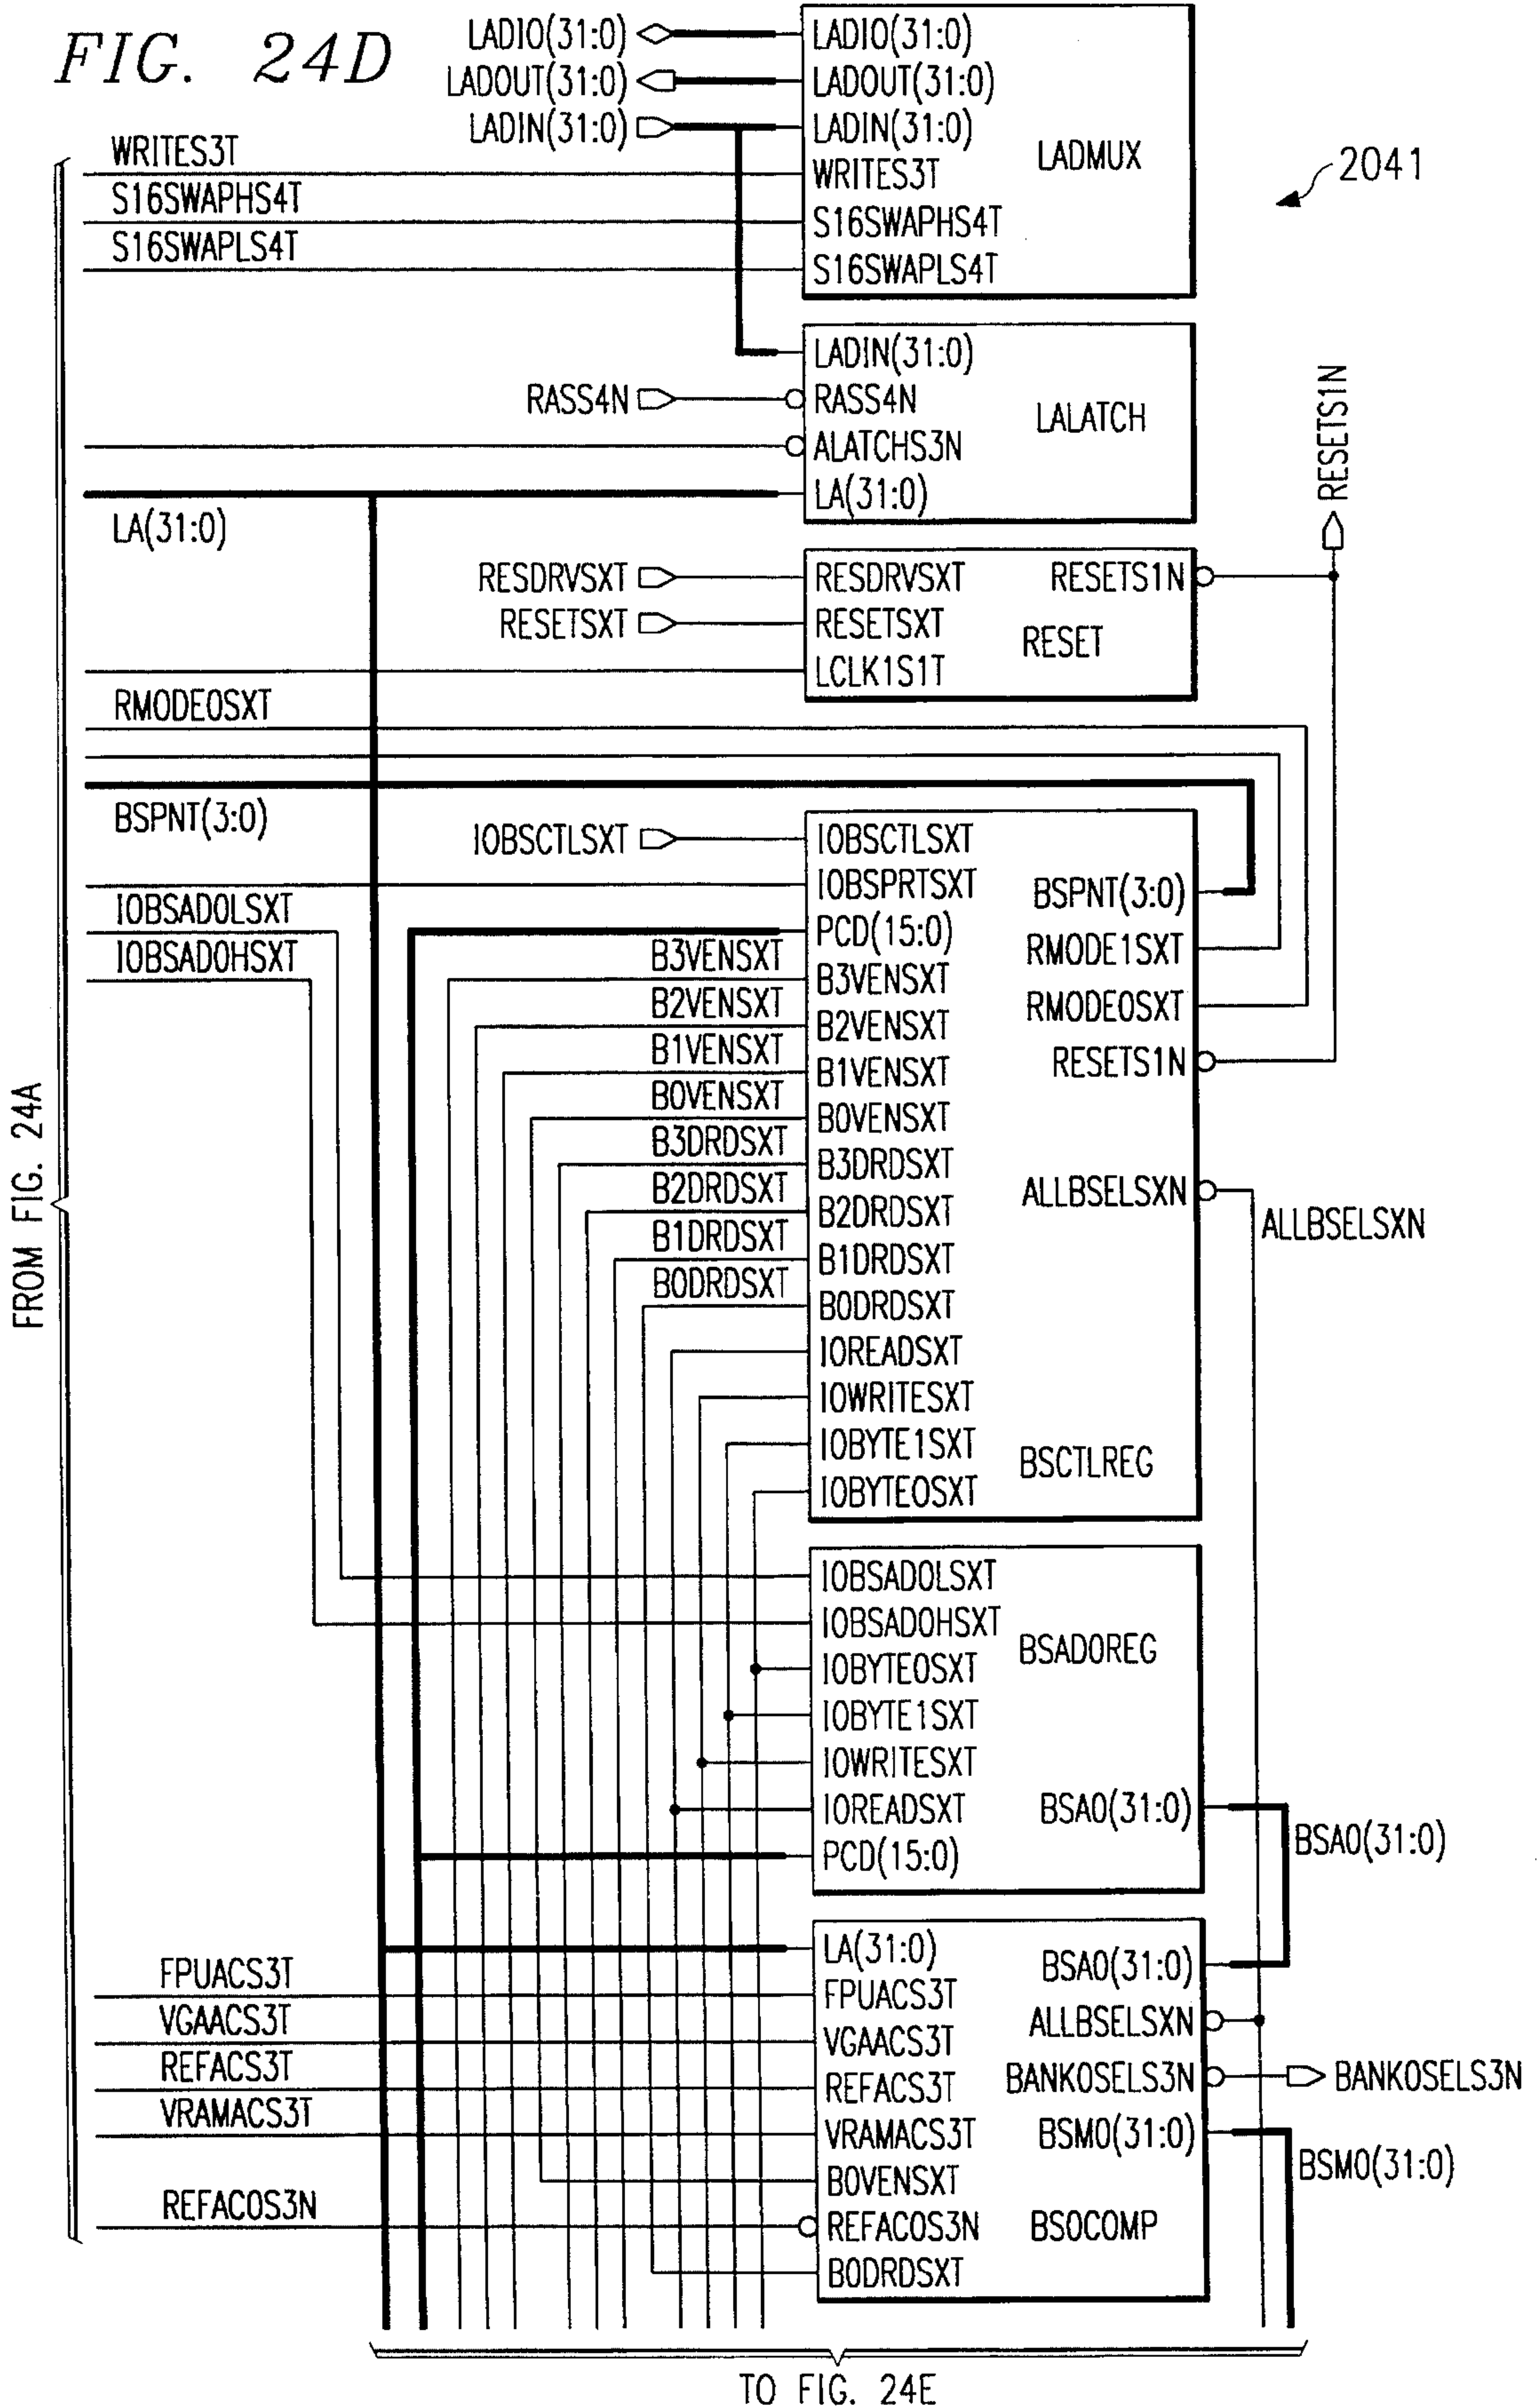 FIG. 24D
LADIO(31:0)
LADOUT(31:0)
LADIN(31:0)
LADIO(31:0)
LADOUT(31:0)
LADIN(31:0)
WRITES3T
S16SWAPHS4T
S16SWAPLS4T
LADMUX
2041
WRITES3T
S16SWAPHS4T
S16SWAPLS4T
RASS4N
LADIN(31:0)
RASS4N
ALATCHS3N
LA(31:0)
LALATCH
RESETS1N
LA(31:0)
RESDRVSXT
RESETSXT
RESDRVSXT
RESETSXT
LCLK1S1T
RESETS1N
RESET
RMODE0SXT
BSPNT(3:0)
IOBSCTLSXT
IOBSAD0LSXT
IOBSAD0HSXT
B3VENSXT
B2VENSXT
B1VENSXT
B0VENSXT
B3DRDSXT
B2DRDSXT
B1DRDSXT
B0DRDSXT
IOBSCTLSXT
IOBSPRTSXT
PCD(15:0)
B3VENSXT
B2VENSXT
B1VENSXT
B0VENSXT
B3DRDSXT
B2DRDSXT
B1DRDSXT
B0DRDSXT
IOREADSXT
IOWRITESXT
IOBYTE1SXT
IOBYTE0SXT
BSPNT(3:0)
RMODE1SXT
RMODE0SXT
RESETS1N
ALLBSELSXN
BSCTLREG
ALLBSELSXN
FROM FIG. 24A
IOBSAD0LSXT
IOBSAD0HSXT
IOBYTE0SXT
IOBYTE1SXT
IOWRITESXT
IOREADSXT
PCD(15:0)
BSAD0REG
BSA0(31:0)
BSA0(31:0)
FPUACS3T
VGAACS3T
REFACS3T
VRAMACS3T
REFAC0S3N
LA(31:0)
FPUACS3T
VGAACS3T
REFACS3T
VRAMACS3T
B0VENSXT
REFAC0S3N
B0DRDSXT
BSA0(31:0)
ALLBSELSXN
BANK0SELS3N
BSM0(31:0)
BS0COMP
BANK0SELS3N
BSM0(31:0)
TO FIG. 24E